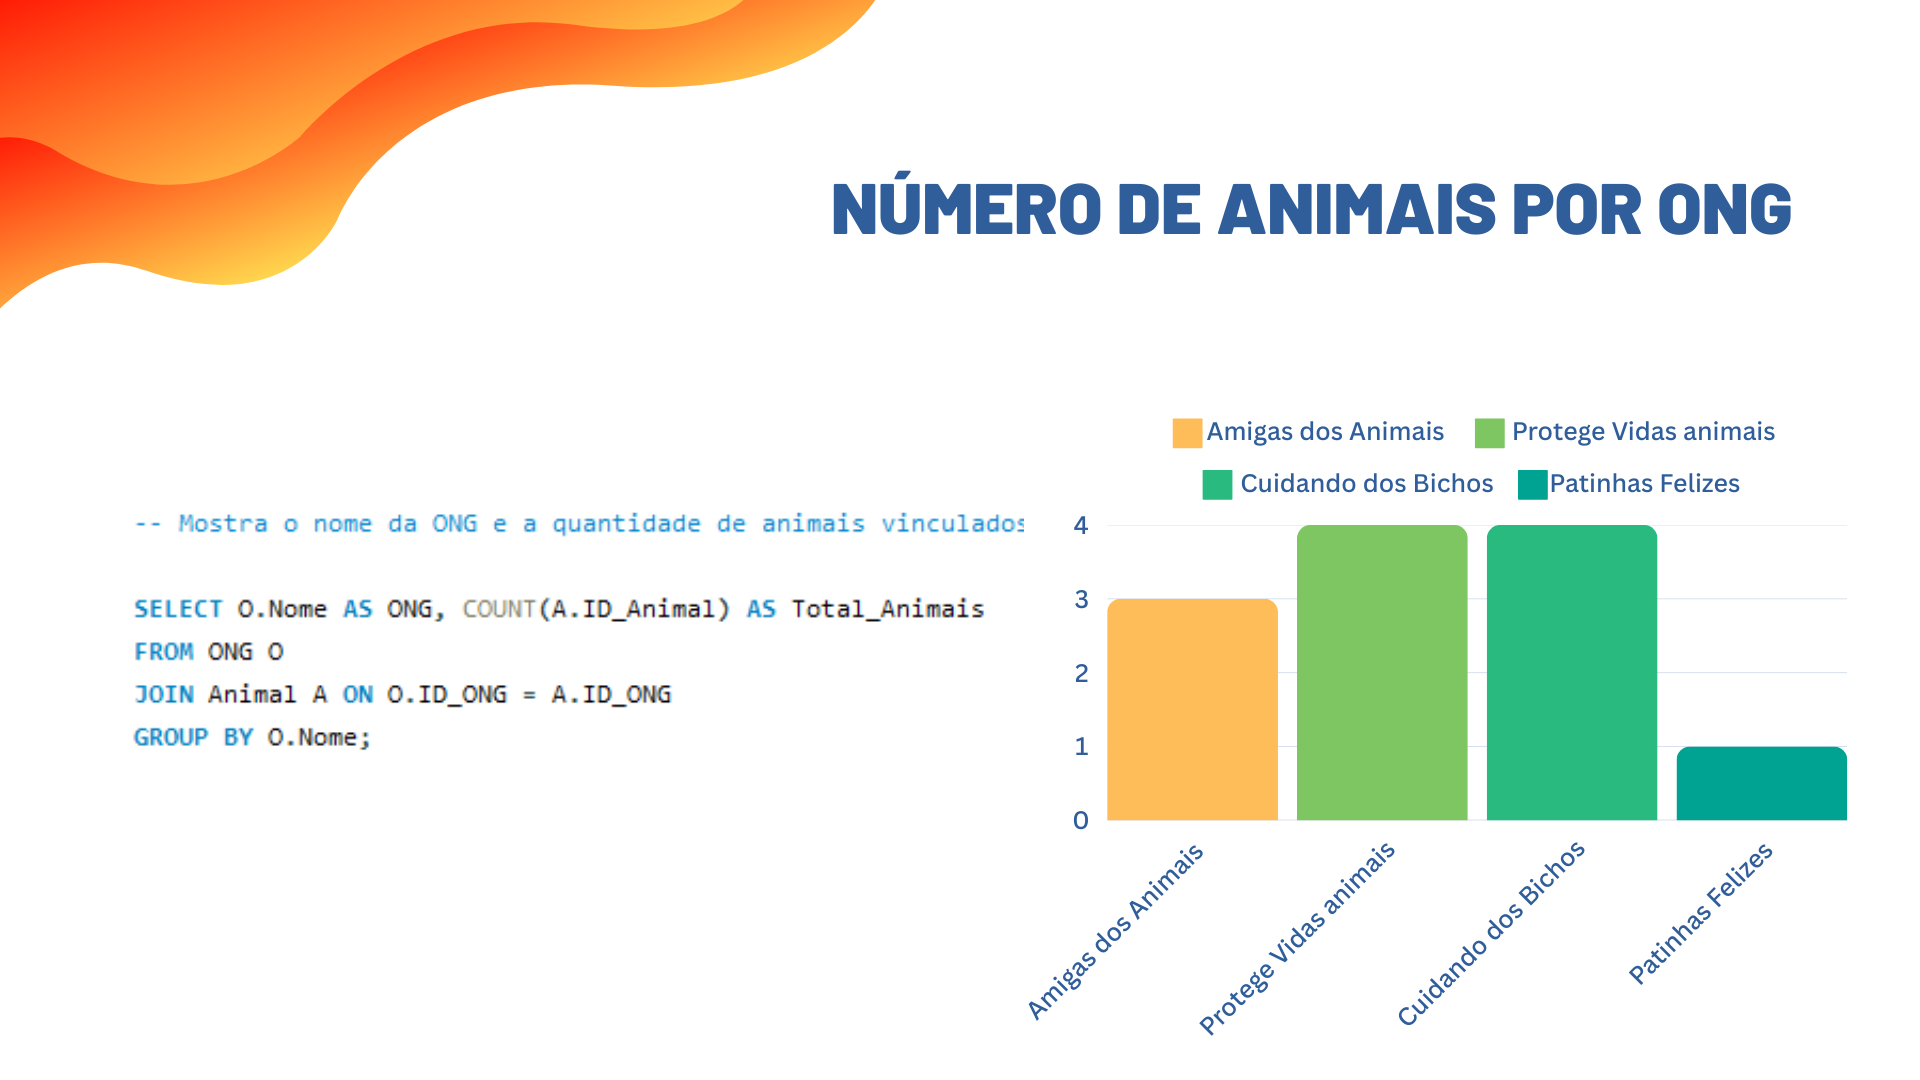 NÚMERO DE ANIMAIS POR ONG
-- Mostra o nome da ONG e a quantidade de animais vinculados
SELECT O.Nome AS ONG, COUNT(A.ID_Animal) AS Total_Animais
FROM ONG O
JOIN Animal A ON O.ID_ONG = A.ID_ONG
GROUP BY O.Nome;
Amigas dos Animais Protege Vidas animais
Cuidando dos Bichos Patinhas Felizes
4
3
2
1
0
Amigas dos Animais
Protege Vidas animais
Cuidando dos Bichos
Patinhas Felizes